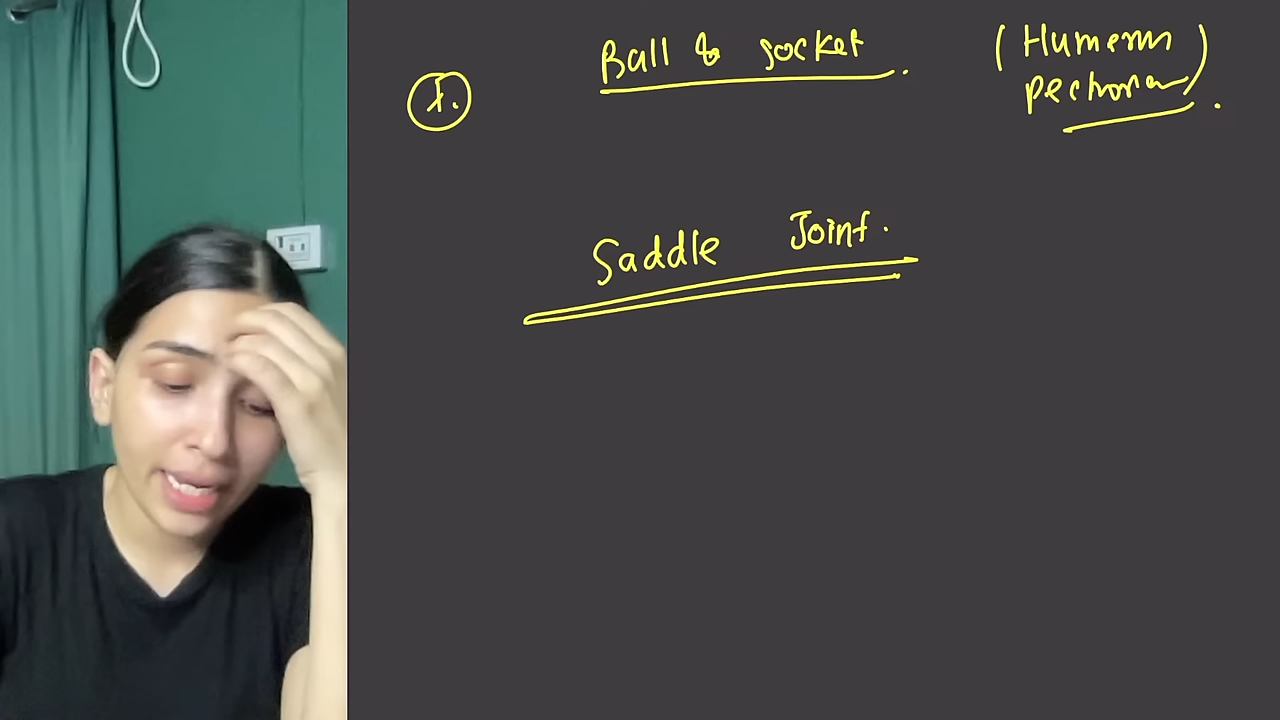 1.
Ball & socket.
(Humerus
pectoral).
Saddle Joint.